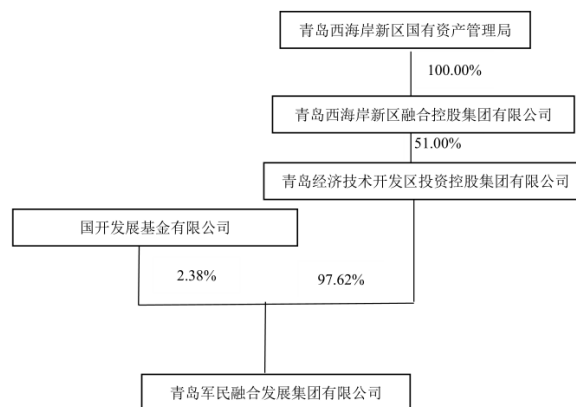 青岛西海岸新区国有资产管理局
100.00%
青岛西海岸新区融合控股集团有限公司
51.00%
青岛经济技术开发区投资控股集团有限公司
国开发展基金有限公司
2.38%
97.62%
青岛军民融合发展集团有限公司